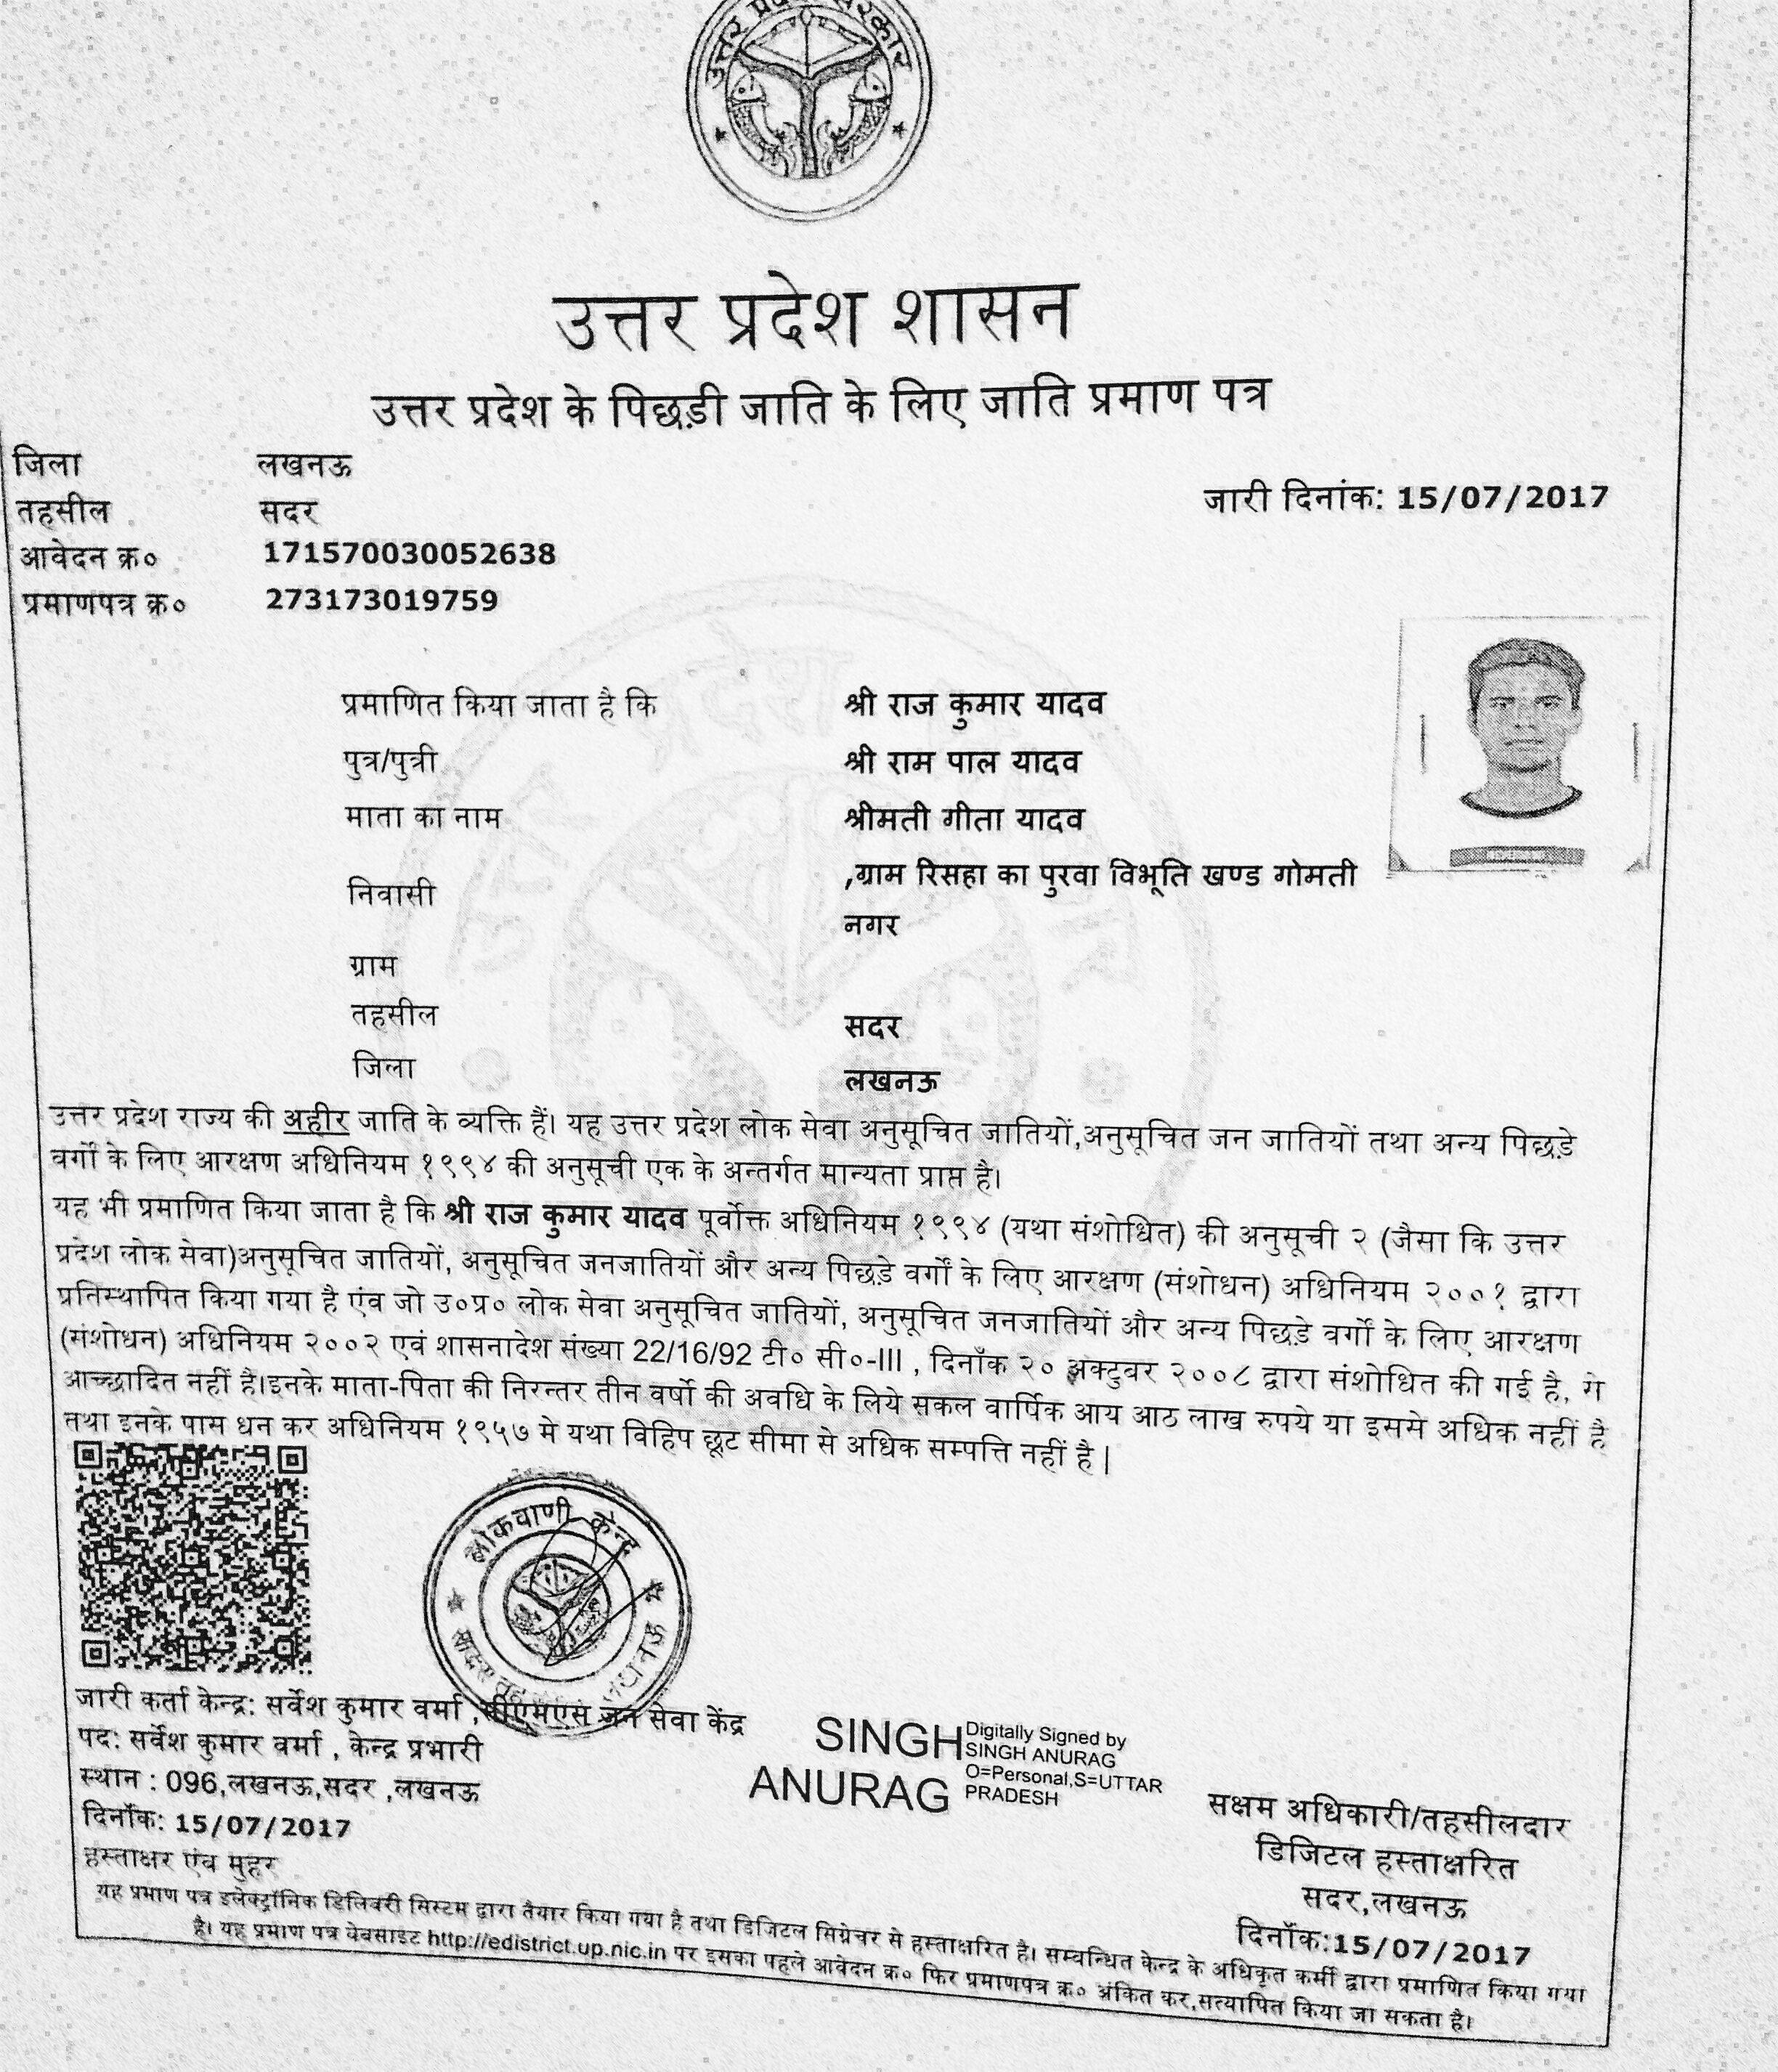 उत्तर प्रदेश सरकार
उत्तर प्रदेश शासन
उत्तर प्रदेश के पिछड़ी जाति के लिए जाति प्रमाण पत्र
जिला लखनऊ
तहसील सदर
जारी दिनांक: 15/07/2017
आवेदन क्र० 171570030052638
प्रमाणपत्र क्र० 273173019759
प्रमाणित किया जाता है कि श्री राज कुमार यादव
पुत्र/पुत्री श्री राम पाल यादव
माता का नाम श्रीमती गीता यादव
निवासी ,ग्राम रिसहा का पुरवा विभूति खण्ड गोमती
नगर
ग्राम
तहसील सदर
जिला लखनऊ
उत्तर प्रदेश राज्य की अहीर जाति के व्यक्ति हैं। यह उत्तर प्रदेश लोक सेवा अनुसूचित जातियों,अनुसूचित जन जातियों तथा अन्य पिछड़े
वर्गों के लिए आरक्षण अधिनियम १९९४ की अनुसूची एक के अन्तर्गत मान्यता प्राप्त है।
यह भी प्रमाणित किया जाता है कि श्री राज कुमार यादव पूर्वोक्त अधिनियम १९९४ (यथा संशोधित) की अनुसूची २ (जैसा कि उत्तर
प्रदेश लोक सेवा)अनुसूचित जातियों, अनुसूचित जनजातियों और अन्य पिछड़े वर्गों के लिए आरक्षण (संशोधन) अधिनियम २००१ द्वारा
प्रतिस्थापित किया गया है एंव जो उ०प्र० लोक सेवा अनुसूचित जातियों, अनुसूचित जनजातियों और अन्य पिछड़े वर्गों के लिए आरक्षण
(संशोधन) अधिनियम २००२ एवं शासनादेश संख्या 22/16/92 टी० सी०-III , दिनाँक २० अक्टुबर २००८ द्वारा संशोधित की गई है, से
आच्छादित नहीं है।इनके माता-पिता की निरन्तर तीन वर्षो की अवधि के लिये सकल वार्षिक आय आठ लाख रुपये या इससे अधिक नहीं है
तथा इनके पास धन कर अधिनियम १९५७ मे यथा विहिप छूट सीमा से अधिक सम्पत्ति नहीं है |
लोकवाणी केन्द्र
लखनऊ
जारी कर्ता केन्द्र: सर्वेश कुमार वर्मा ,सीएमएस जन सेवा केंद्र
पद: सर्वेश कुमार वर्मा , केन्द्र प्रभारी
स्थान : 096,लखनऊ,सदर ,लखनऊ
दिनॉक: 15/07/2017
हस्ताक्षर एंव मुहर
SINGH
ANURAG
Digitally Signed by
SINGH ANURAG
O=Personal,S=UTTAR
PRADESH
सक्षम अधिकारी/तहसीलदार
डिजिटल हस्ताक्षरित
सदर,लखनऊ
दिनॉक:15/07/2017
यह प्रमाण पत्र इलेक्ट्रॉनिक डिलिवरी सिस्टम द्वारा तैयार किया गया है तथा डिजिटल सिग्नेचर से हस्ताक्षरित है। सम्बन्धित केन्द्र के अधिकृत कर्मी द्वारा प्रमाणित किया गया
है। यह प्रमाण पत्र वेबसाइट http://edistrict.up.nic.in पर इसका पहले आवेदन क्र० फिर प्रमाणपत्र क्र० अंकित कर,सत्यापित किया जा सकता है।